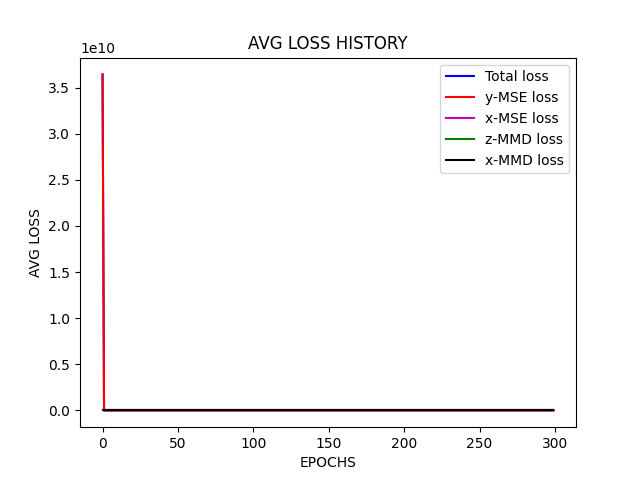 AVG LOSS HISTORY
1e10
Total loss
y-MSE loss
x-MSE loss
z-MMD loss
x-MMD loss
3.5
3.0
2.5
2.0
1.5
1.0
0.5
0.0
AVG LOSS
0 50 100 150 200 250 300
EPOCHS